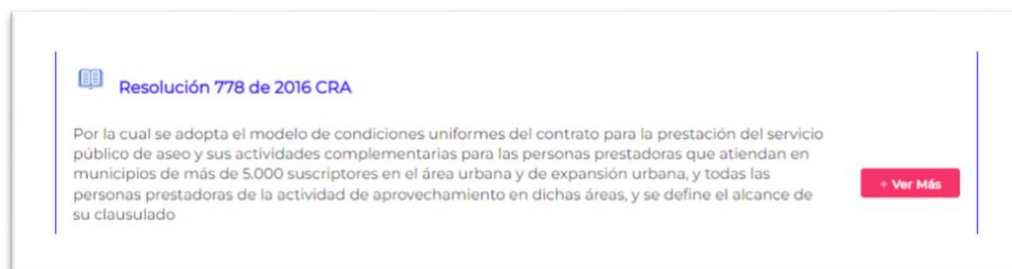 Resolución 778 de 2016 CRA
Por la cual se adopta el modelo de condiciones uniformes del contrato para la prestación del servicio
público de aseo y sus actividades complementarias para las personas prestadoras que atiendan en
municipios de más de 5.000 suscriptores en el área urbana y de expansión urbana, y todas las
personas prestadoras de la actividad de aprovechamiento en dichas áreas, y se define el alcance de
su clausulado
+ Ver Más